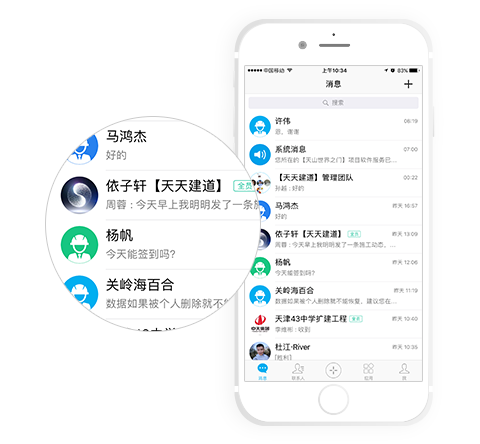 中国移动
上午10:34
83%
消息
搜索
许伟
08:19
恩，谢谢
系统消息
07:00
您所在的【天山世界之门】项目软件服务已...
【天天建道】管理团队
00:22
孙越 : 好的
马鸿杰
昨天 16:57
好的
依子轩【天天建道】 全员
昨天 13:09
周蓉 : 今天早上我明明发了一条施工动态、...
杨帆
昨天 12:06
今天能签到吗?
关岭海百合
昨天 11:19
数据如果被个人删除就不能恢复，建议您在...
天津43中学扩建工程 全员
昨天 10:40
李维彬 : 收到
杜江·River
昨天 10:35
[胜利]
消息
联系人
应用
我
马鸿杰
好的
依子轩【天天建道】 全员
周蓉 : 今天早上我明明发了一条施
杨帆
今天能签到吗?
关岭海百合
数据如果被个人删除就不能